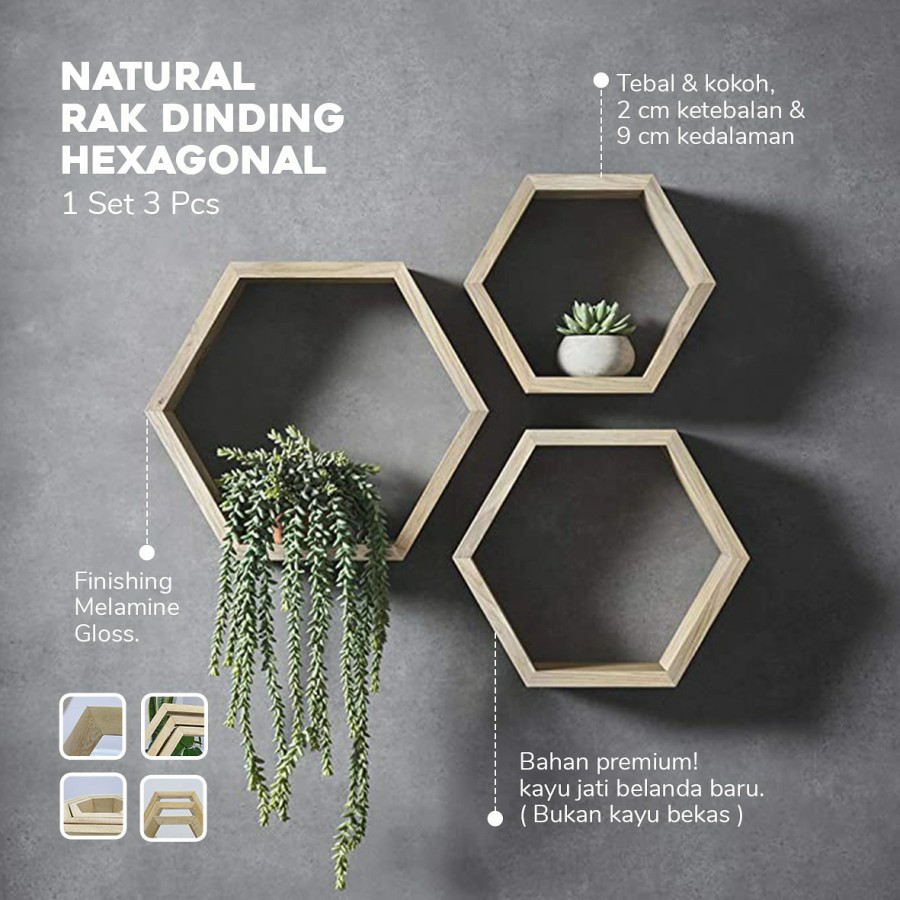 NATURAL
RAK DINDING
HEXAGONAL
1 Set 3 Pcs
Tebal & kokoh,
2 cm ketebalan &
9 cm kedalaman
Finishing
Melamine
Gloss.
Bahan premium!
kayu jati belanda baru.
( Bukan kayu bekas )